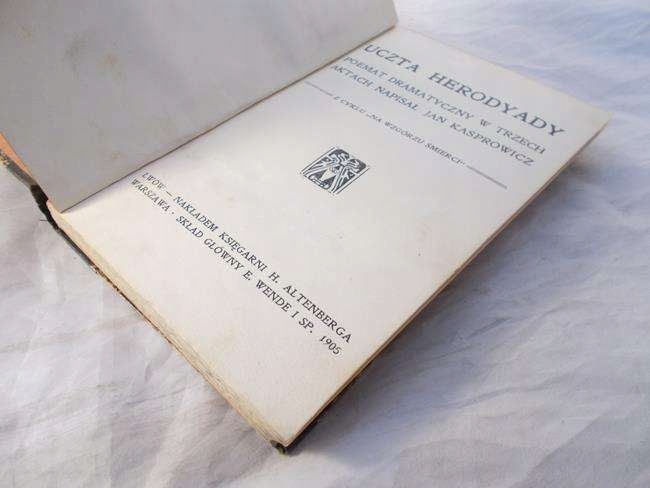 UCZTA HERODYADY
POEMAT DRAMATYCZNY W TRZECH
AKTACH NAPISAŁ JAN KASPROWICZ
Z CYKLU „NA WZGÓRZU ŚMIERCI"
LWÓW — NAKŁADEM KSIĘGARNI H. ALTENBERGA
WARSZAWA · SKŁAD GŁÓWNY E. WENDE I SP. 1905